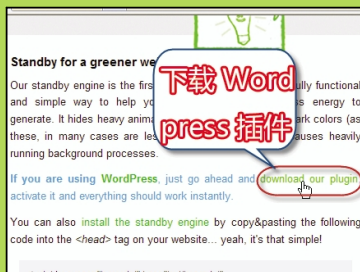 Standby for a greener we
Our standby engine is the firs ully functional
and simple way to help yo s energy to
generate. It hides heavy anima rk colors (as
these, in many cases are les auses heavily
running background processes.
下载 Word
press 插件
If you are using WordPress, just go ahead and download our plugin,
activate it and everything should work instantly.
You can also install the standby engine by copy&pasting the following
code into the <head> tag on your website... yeah, it's that simple!